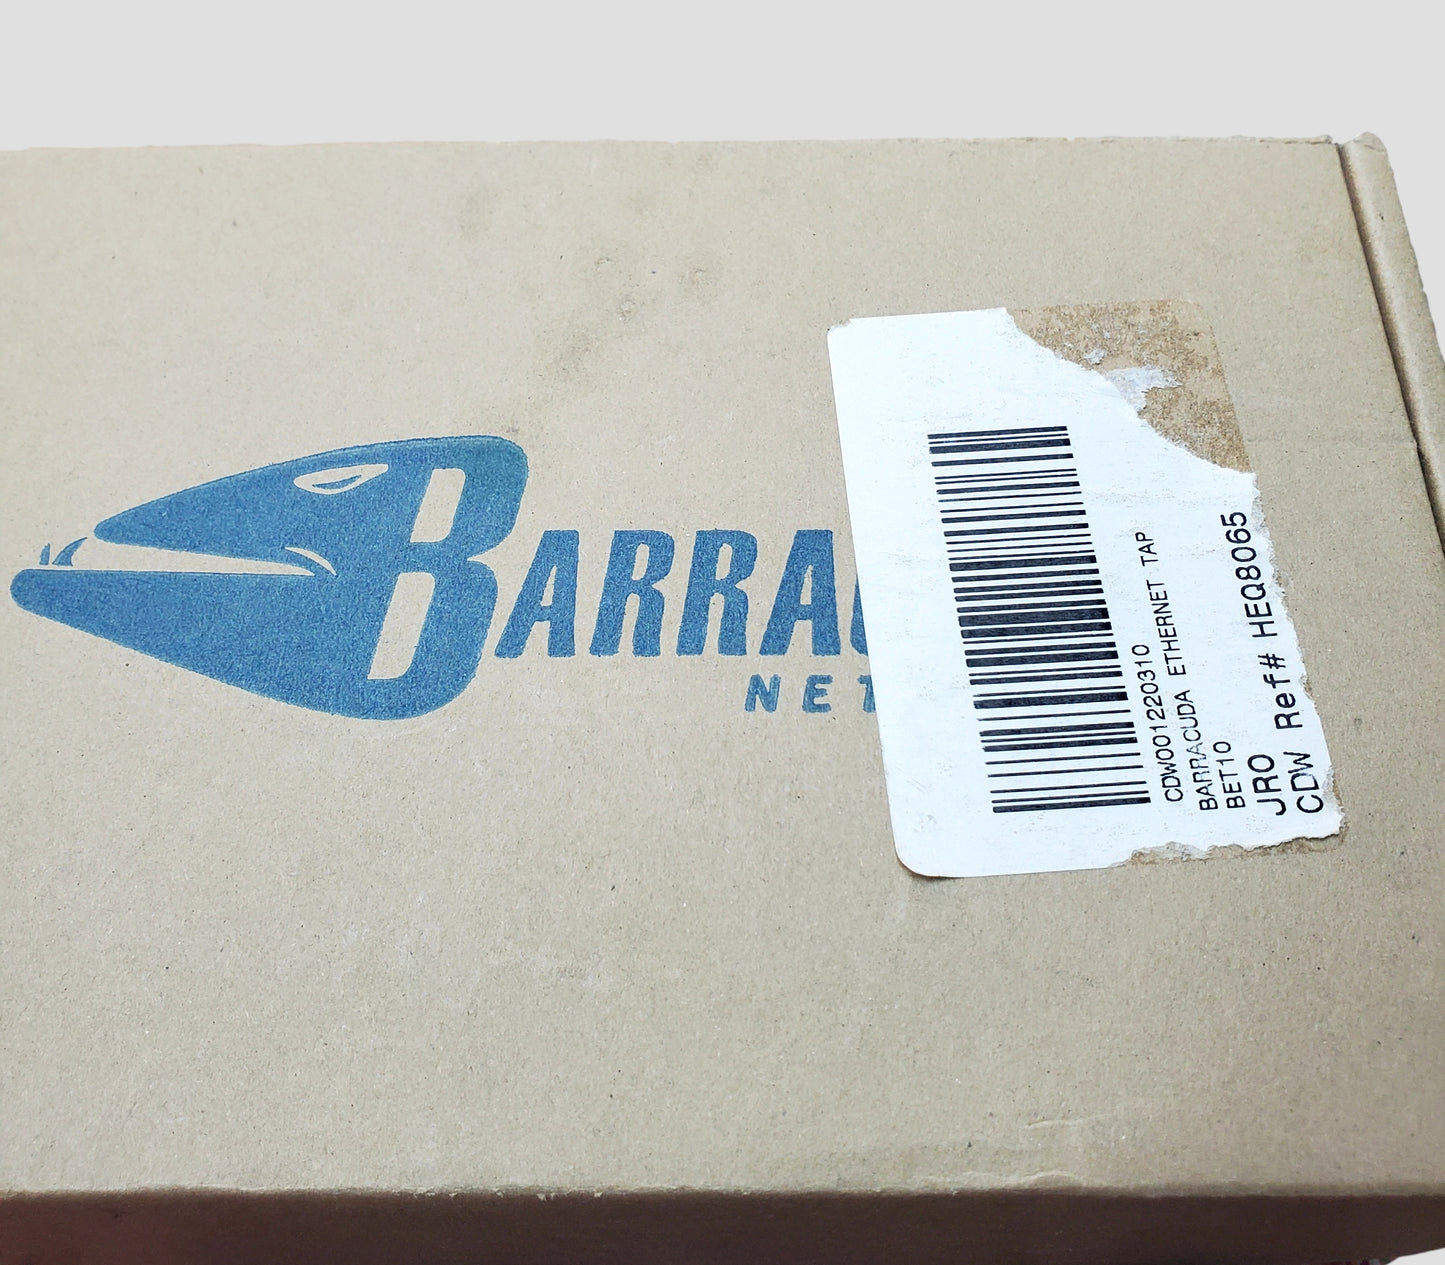 BARRAC
NET
CDW001220310
BARRACUDA ETHERNET TAP
BET10
JRO
CDW Ref# HEQ8065